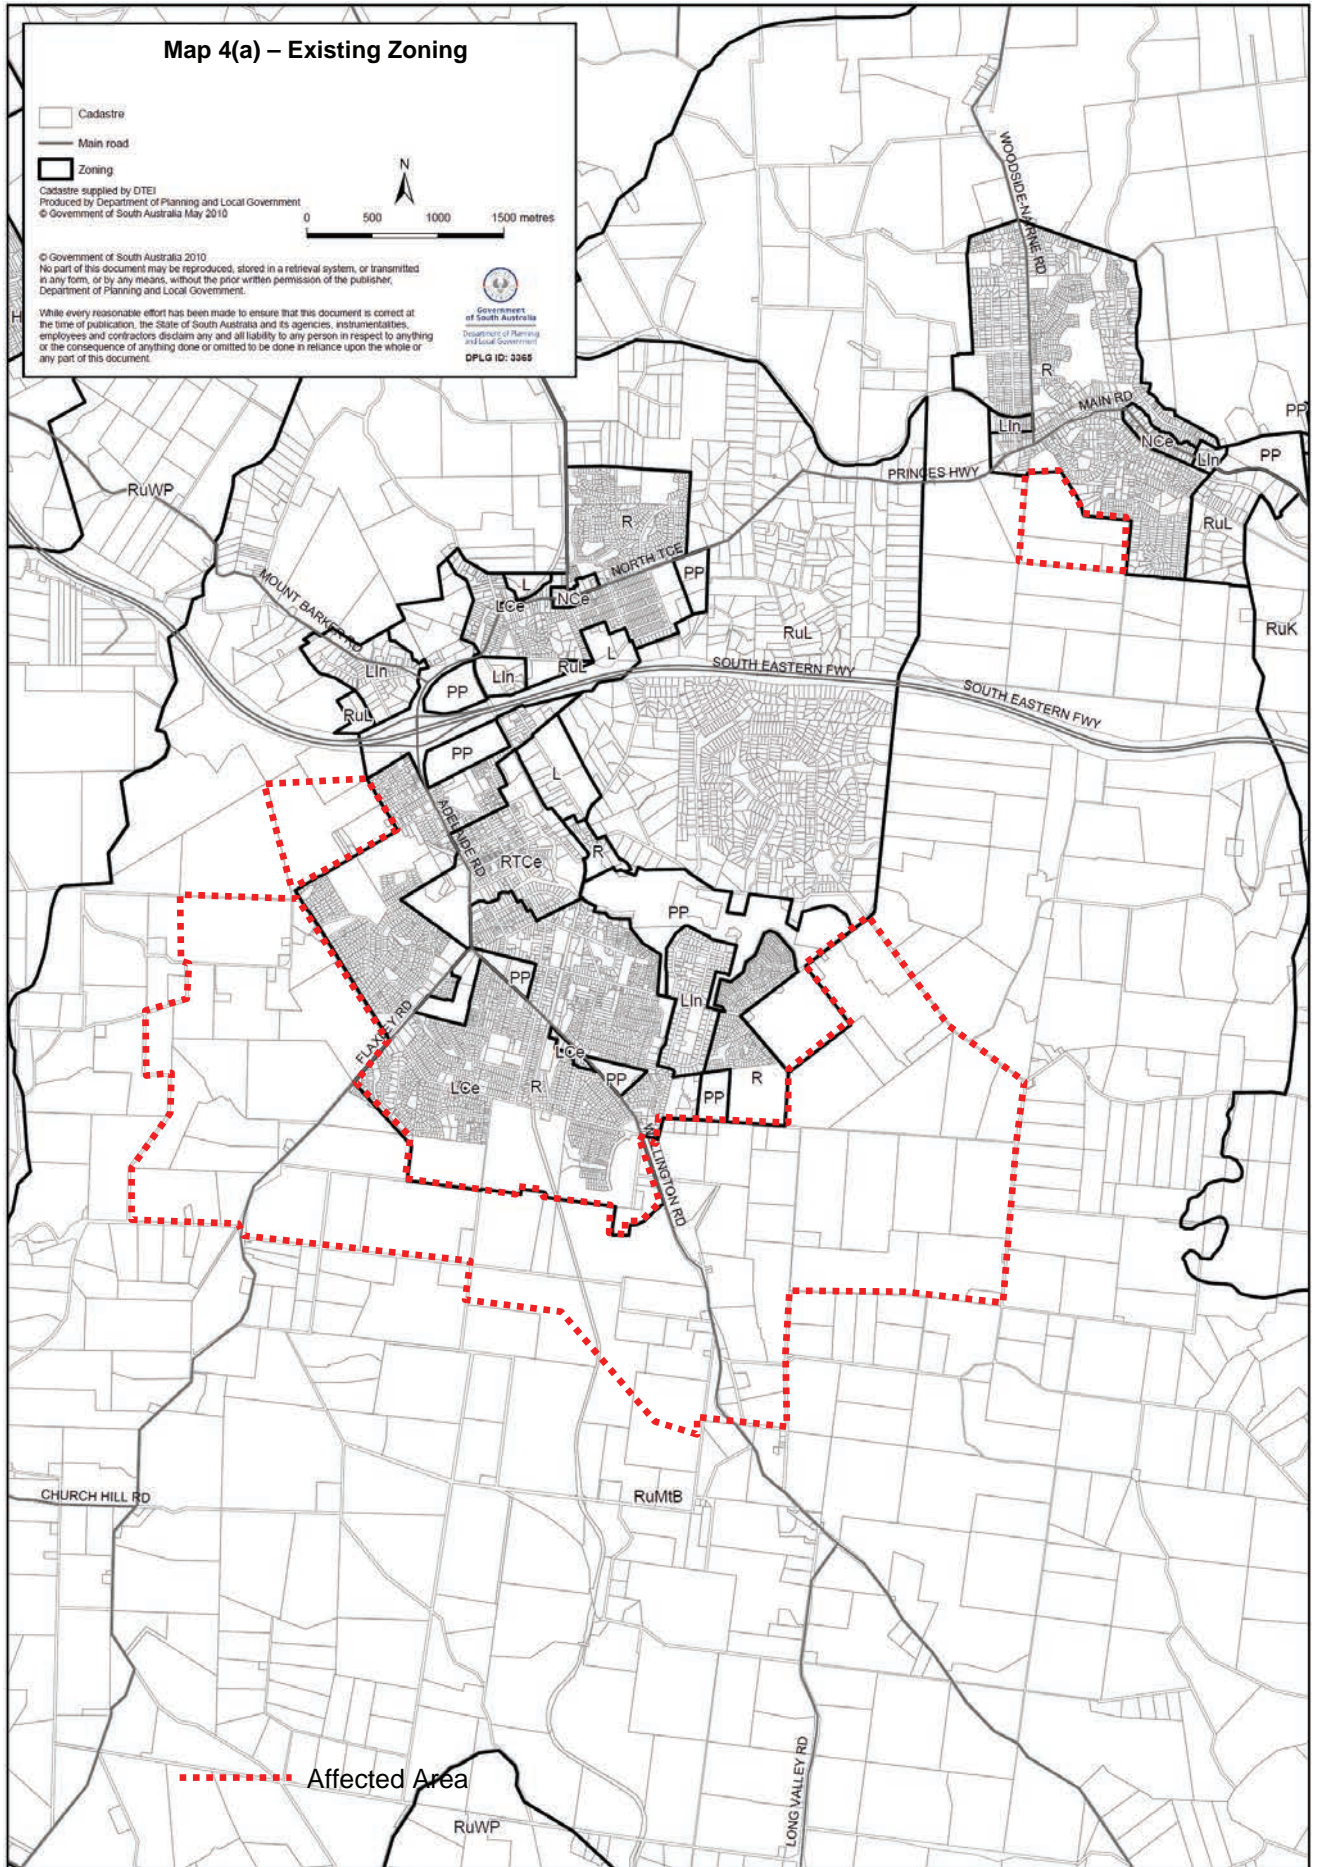 Map 4(a) – Existing Zoning
Cadastre
Main road
Zoning
Cadastre supplied by DTEI
Produced by Department of Planning and Local Government
© Government of South Australia May 2010
N
0 500 1000 1500 metres
© Government of South Australia 2010
No part of this document may be reproduced, stored in a retrieval system, or transmitted
in any form, or by any means, without the prior written permission of the publisher,
Department of Planning and Local Government.
While every reasonable effort has been made to ensure that this document is correct at
the time of publication, the State of South Australia and its agencies, instrumentalities,
employees and contractors disclaim any and all liability to any person in respect to anything
or the consequence of anything done or omitted to be done in reliance upon the whole or
any part of this document.
Government
of South Australia
Department of Planning
and Local Government
DPLG ID: 3365
H
WOODSIDE-NAIRNE RD
R
MAIN RD
PP
LIn
NCe
LIn
PP
PRINCES HWY
RuWP
R
RuL
NORTH TCE
PP
MOUNT BARKER RD
L
LCe
NCe
RuL
RuK
L
LIn
RuL
LIn
PP
SOUTH EASTERN FWY
SOUTH EASTERN FWY
RuL
PP
L
ADELAIDE RD
R
RTCe
PP
PP
LIn
FLAXLEY RD
LCe
LCe
R
PP
R
PP
WELLINGTON RD
CHURCH HILL RD
RuMtB
LONG VALLEY RD
Affected Area
RuWP